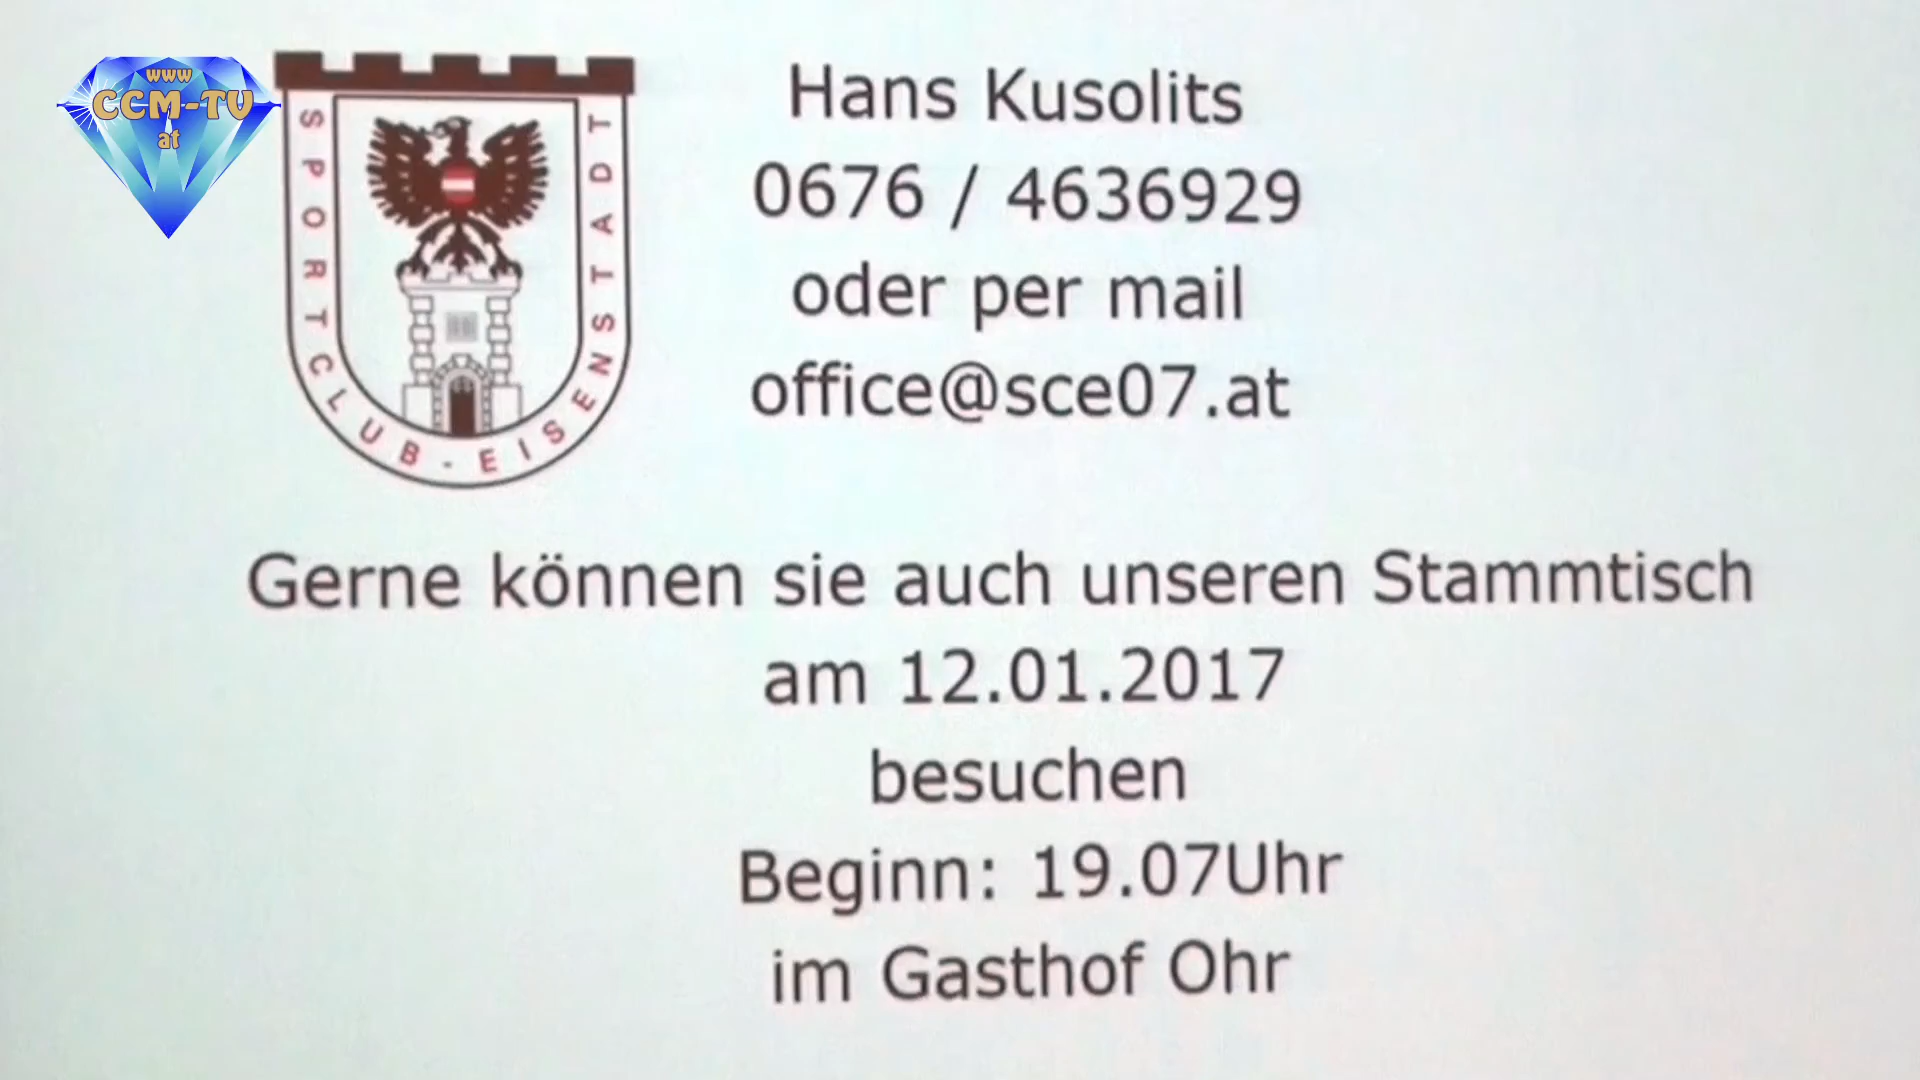 www
CCM-TV
at
SPORTCLUB-EISENSTADT
Hans Kusolits
0676 / 4636929
oder per mail
office@sce07.at
Gerne können sie auch unseren Stammtisch
am 12.01.2017
besuchen
Beginn: 19.07Uhr
im Gasthof Ohr